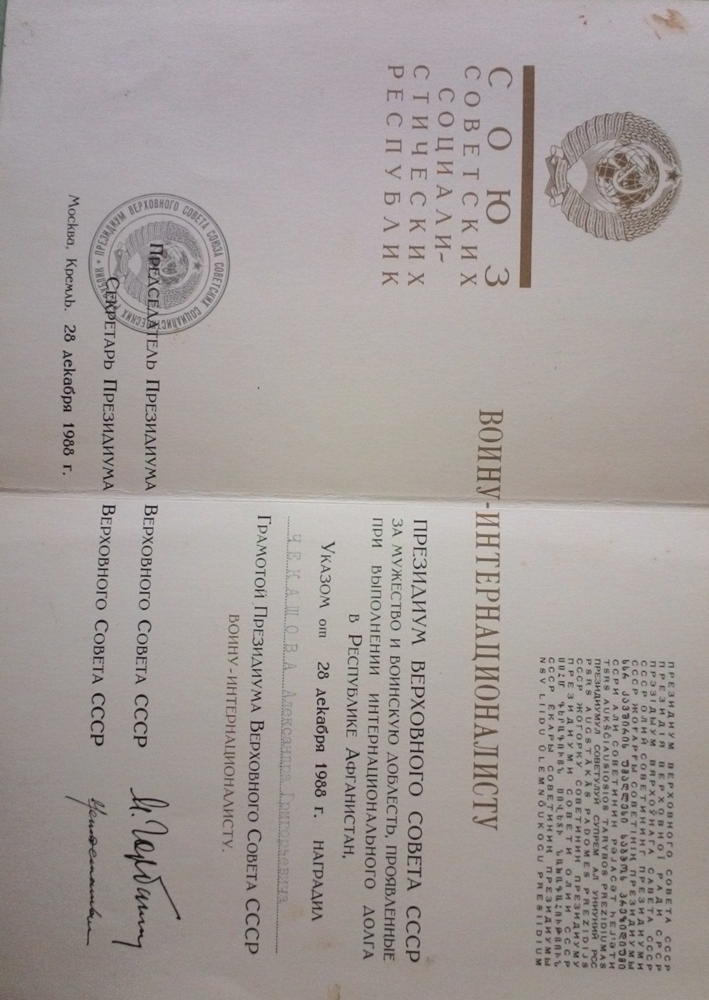 СОЮЗ
СОВЕТСКИХ
СОЦИАЛИ-
СТИЧЕСКИХ
РЕСПУБЛИК
ПРЕЗИДИУМ ВЕРХОВНОГО СОВЕТА СССР
ПРЕЗИДІЯ ВЕРХОВНОЇ РАДИ СРСР
ПРЭЗІДЫУМ ВЯРХОЎНАГА САВЕТА СССР
СССР ОЛИЙ СОВЕТИНИНГ ПРЕЗИДИУМИ
СССР ЖОҒАРҒЫ СОВЕТІНІҢ ПРЕЗИДИУМЫ
სსრ კავშირის უმაღლესი საბჭოს პრეზიდიუმი
ССРИ АЛИ СОВЕТИНИН РӘЈАСӘТ ҺЕЈ'ӘТИ
TSRS AUKŠČIAUSIOSIOS TARYBOS PREZIDIUMAS
ПРЕЗИДИУМУЛ СОВЕТУЛУЙ СУПРЕМ АЛ УНИУНИЙ РСС
PSRS AUGSTĀKĀS PADOMES PREZIDIJS
СССР ЖОГОРКУ СОВЕТИНИН ПРЕЗИДИУМУ
ПРЕЗИДИУМИ СОВЕТИ ОЛИИ СССР
ՍՍՀՄ ԳԵՐԱԳՈՒՅՆ ՍՈՎԵՏԻ ՆԱԽԱԳԱՀՈՒԹՅՈՒՆ
СССР ЁКАРЫ СОВЕТИНИҢ ПРЕЗИДИУМЫ
NSV LIIDU ÜLEMNÕUKOGU PRESIIDIUM
ВОИНУ-ИНТЕРНАЦИОНАЛИСТУ
ПРЕЗИДИУМ ВЕРХОВНОГО СОВЕТА СССР
ЗА МУЖЕСТВО И ВОИНСКУЮ ДОБЛЕСТЬ, ПРОЯВЛЕННЫЕ
ПРИ ВЫПОЛНЕНИИ ИНТЕРНАЦИОНАЛЬНОГО ДОЛГА
В РЕСПУБЛИКЕ АФГАНИСТАН,
УКАЗОМ от 28 декабря 1988 г. НАГРАДИЛ
ЧЕКАШОВА Александра Григорьевича
ГРАМОТОЙ ПРЕЗИДИУМА ВЕРХОВНОГО СОВЕТА СССР
ВОИНУ-ИНТЕРНАЦИОНАЛИСТУ.
ПРЕЗИДИУМ ВЕРХОВНОГО СОВЕТА СОЮЗА СОВЕТСКИХ СОЦИАЛИСТИЧЕСКИХ РЕСПУБЛИК
ПРЕДСЕДАТЕЛЬ ПРЕЗИДИУМА ВЕРХОВНОГО СОВЕТА СССР М. Горбачев
СЕКРЕТАРЬ ПРЕЗИДИУМА ВЕРХОВНОГО СОВЕТА СССР
Москва, Кремль. 28 декабря 1988 г.